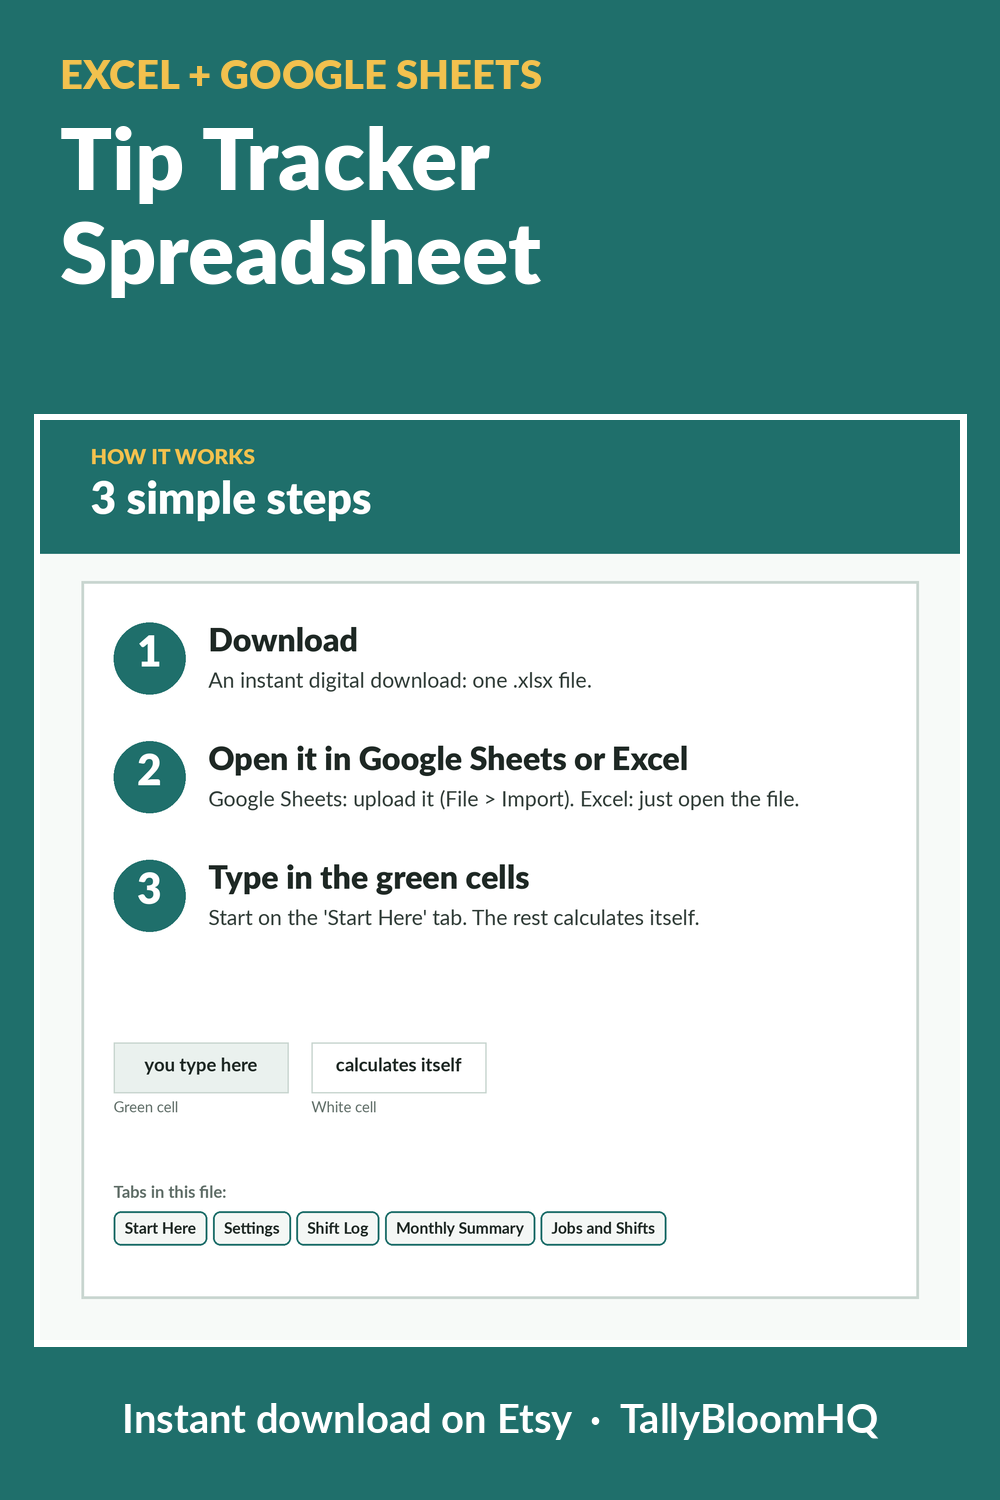 EXCEL + GOOGLE SHEETS
Tip Tracker
Spreadsheet
HOW IT WORKS
3 simple steps
1
Download
An instant digital download: one .xlsx file.
2
Open it in Google Sheets or Excel
Google Sheets: upload it (File > Import). Excel: just open the file.
3
Type in the green cells
Start on the 'Start Here' tab. The rest calculates itself.
you type here
calculates itself
Green cell
White cell
Tabs in this file:
Start Here
Settings
Shift Log
Monthly Summary
Jobs and Shifts
Instant download on Etsy · TallyBloomHQ